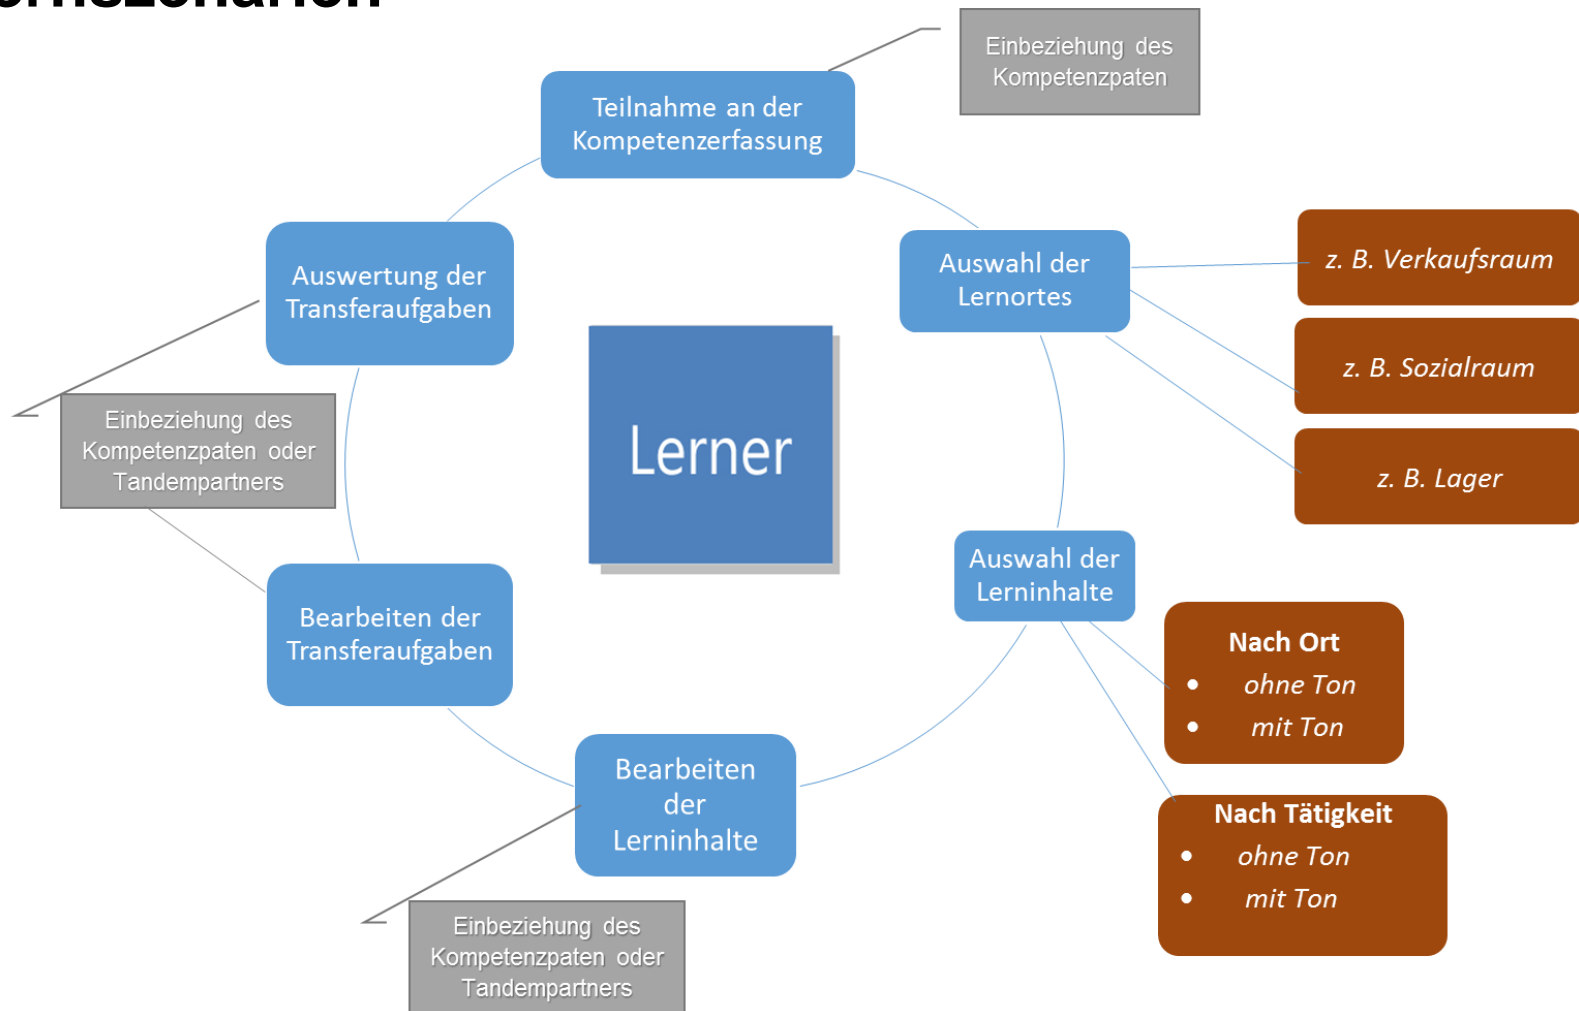 Einbeziehung des
Kompetenzpaten
Teilnahme an der
Kompetenzerfassung
Auswahl der
Lernortes
z. B. Verkaufsraum
z. B. Sozialraum
z. B. Lager
Auswertung der
Transferaufgaben
Lerner
Einbeziehung des
Kompetenzpaten oder
Tandempartners
Auswahl der
Lerninhalte
Nach Ort
• ohne Ton
• mit Ton
Bearbeiten der
Transferaufgaben
Nach Tätigkeit
• ohne Ton
• mit Ton
Bearbeiten
der
Lerninhalte
Einbeziehung des
Kompetenzpaten oder
Tandempartners